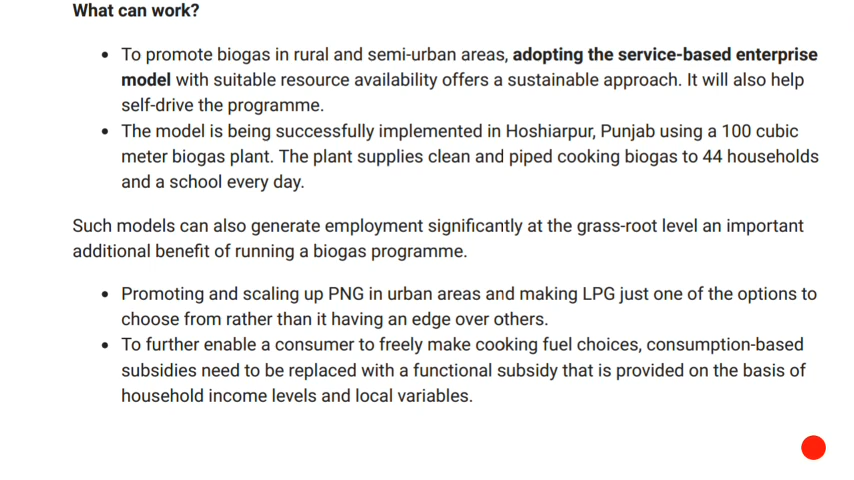 What can work?
To promote biogas in rural and semi-urban areas, adopting the service-based enterprise
model with suitable resource availability offers a sustainable approach. It will also help
self-drive the programme.
The model is being successfully implemented in Hoshiarpur, Punjab using a 100 cubic
meter biogas plant. The plant supplies clean and piped cooking biogas to 44 households
and a school every day.
Such models can also generate employment significantly at the grass-root level an important
additional benefit of running a biogas programme.
Promoting and scaling up PNG in urban areas and making LPG just one of the options to
choose from rather than it having an edge over others.
To further enable a consumer to freely make cooking fuel choices, consumption-based
subsidies need to be replaced with a functional subsidy that is provided on the basis of
household income levels and local variables.